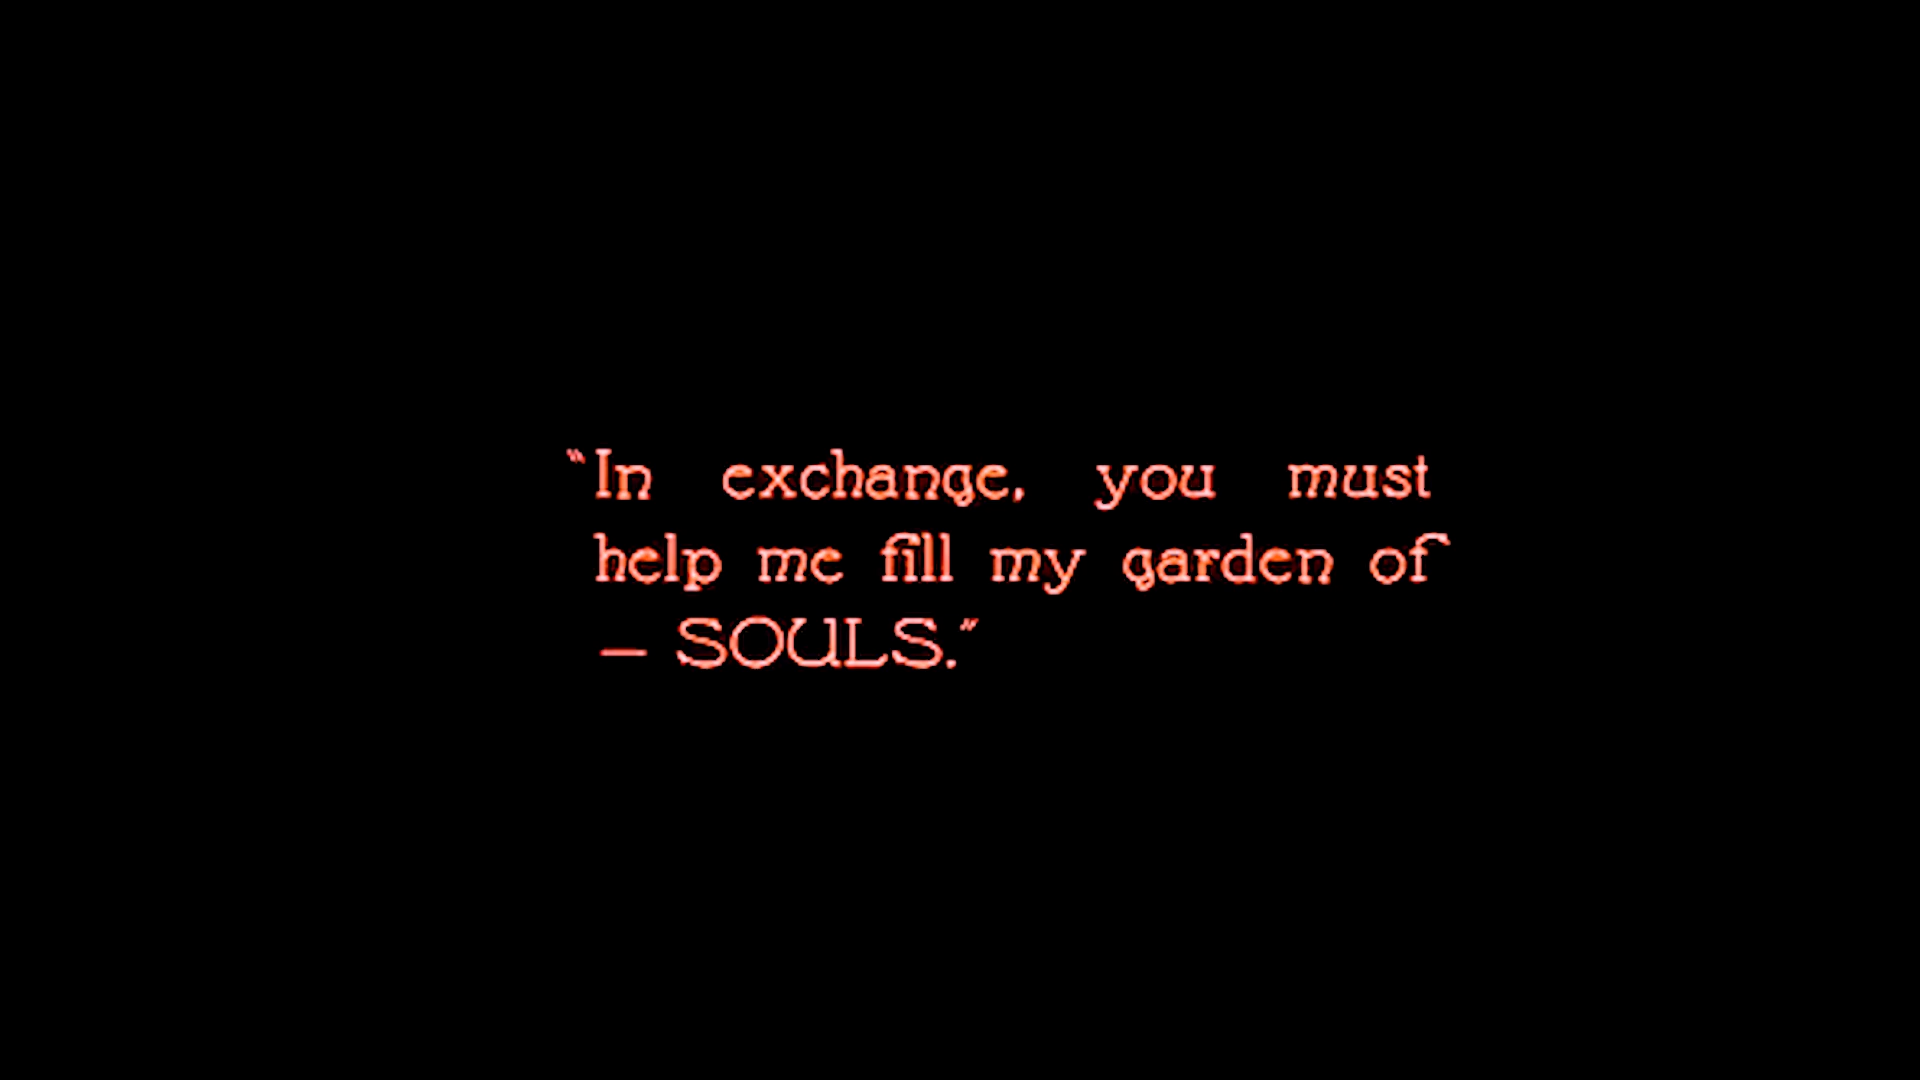 “In exchange, you must
help me fill my garden of
— SOULS.”